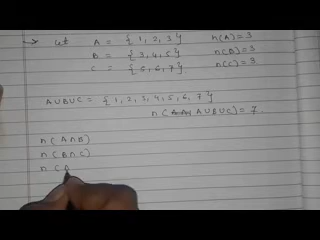 → Let A = { 1, 2, 3 } n(A) = 3
B = { 3, 4, 5 } n(B) = 3
C = { 5, 6, 7 } n(C) = 3
AUBUC = { 1, 2, 3, 4, 5, 6, 7 }
n( AUBUC) = 7
n( A∩B)
n( B∩C)
n ( A